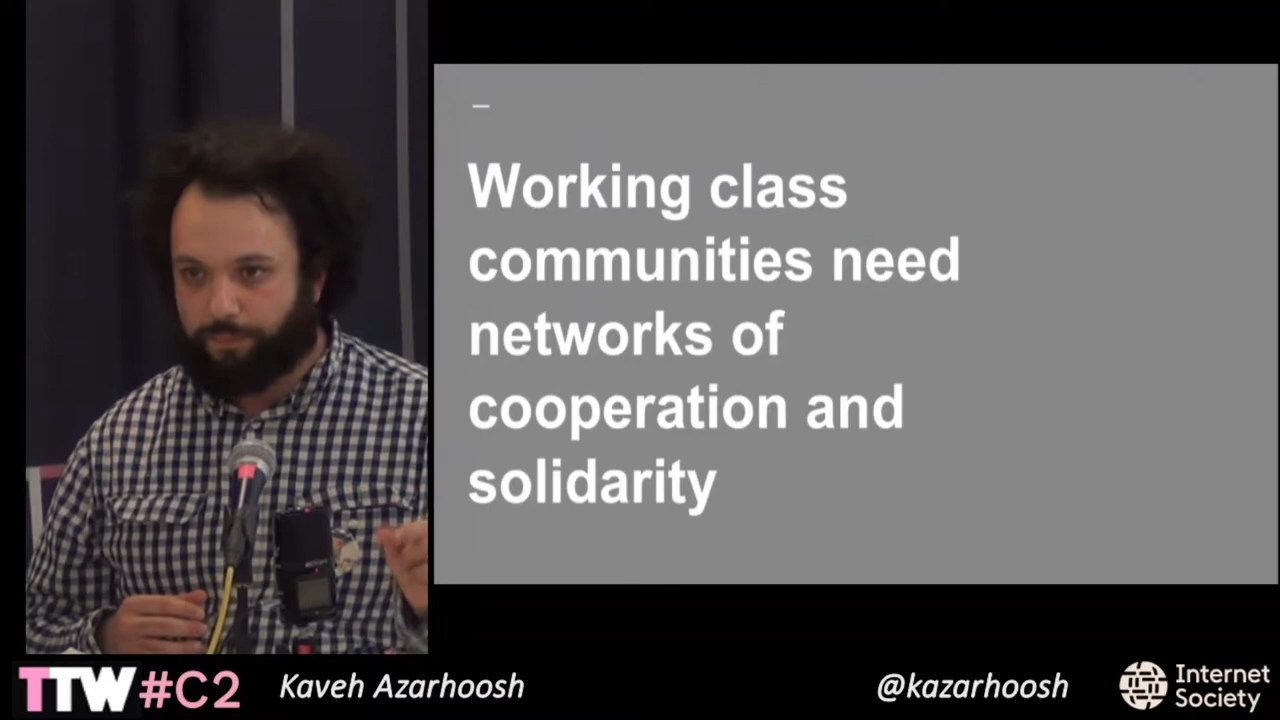 Working class
communities need
networks of
cooperation and
solidarity
TTW#C2
Kaveh Azarhoosh
@kazarhoosh
Internet
Society